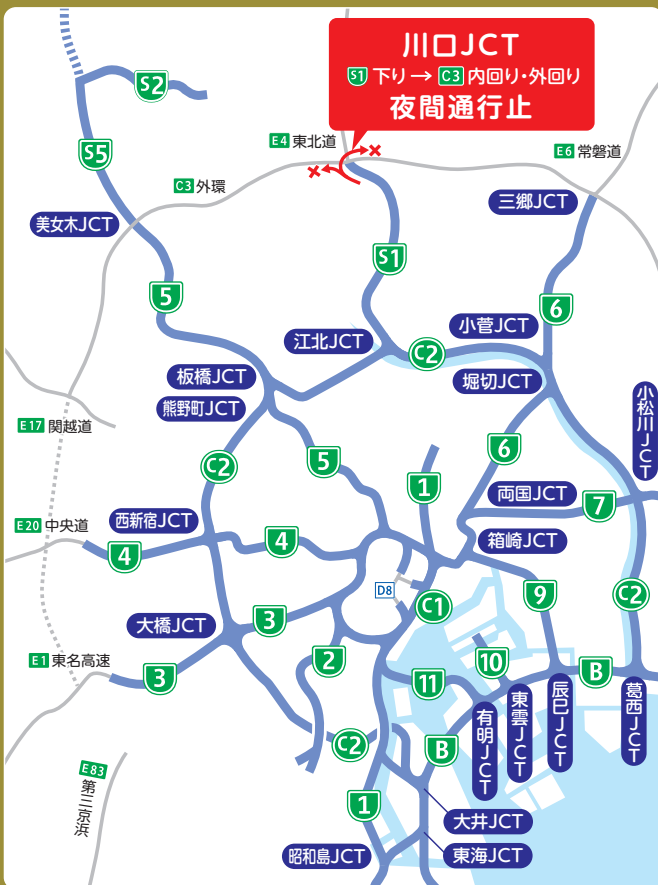 川口JCT
S1 下り→ C3 内回り・外回り
夜間通行止
S2
E4 東北道
E6 常磐道
S5
C3 外環
三郷JCT
美女木JCT
S1
5
6
小菅JCT
江北JCT
C2
板橋JCT
堀切JCT
熊野町JCT
小松川JCT
E17 関越道
6
5
C2
1
両国JCT
7
西新宿JCT
E20 中央道
4
4
箱崎JCT
D8
9
C2
C1
大橋JCT
3
2
10
E1 東名高速
3
11
B
有明JCT
東雲JCT
辰巳JCT
葛西JCT
C2
B
E83 第三京浜
1
大井JCT
昭和島JCT
東海JCT